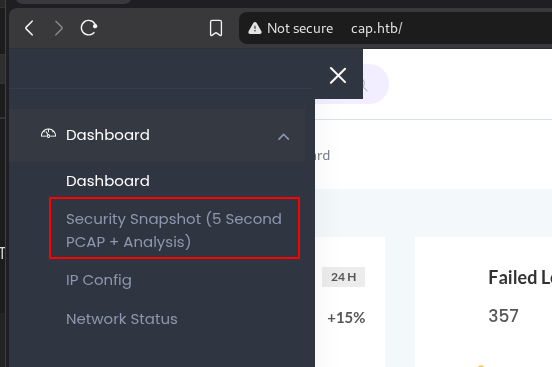 Not secure cap.htb/
Dashboard
rd
Dashboard
Security Snapshot (5 Second
PCAP + Analysis)
IP Config
24 H
Failed
Network Status
+15%
357